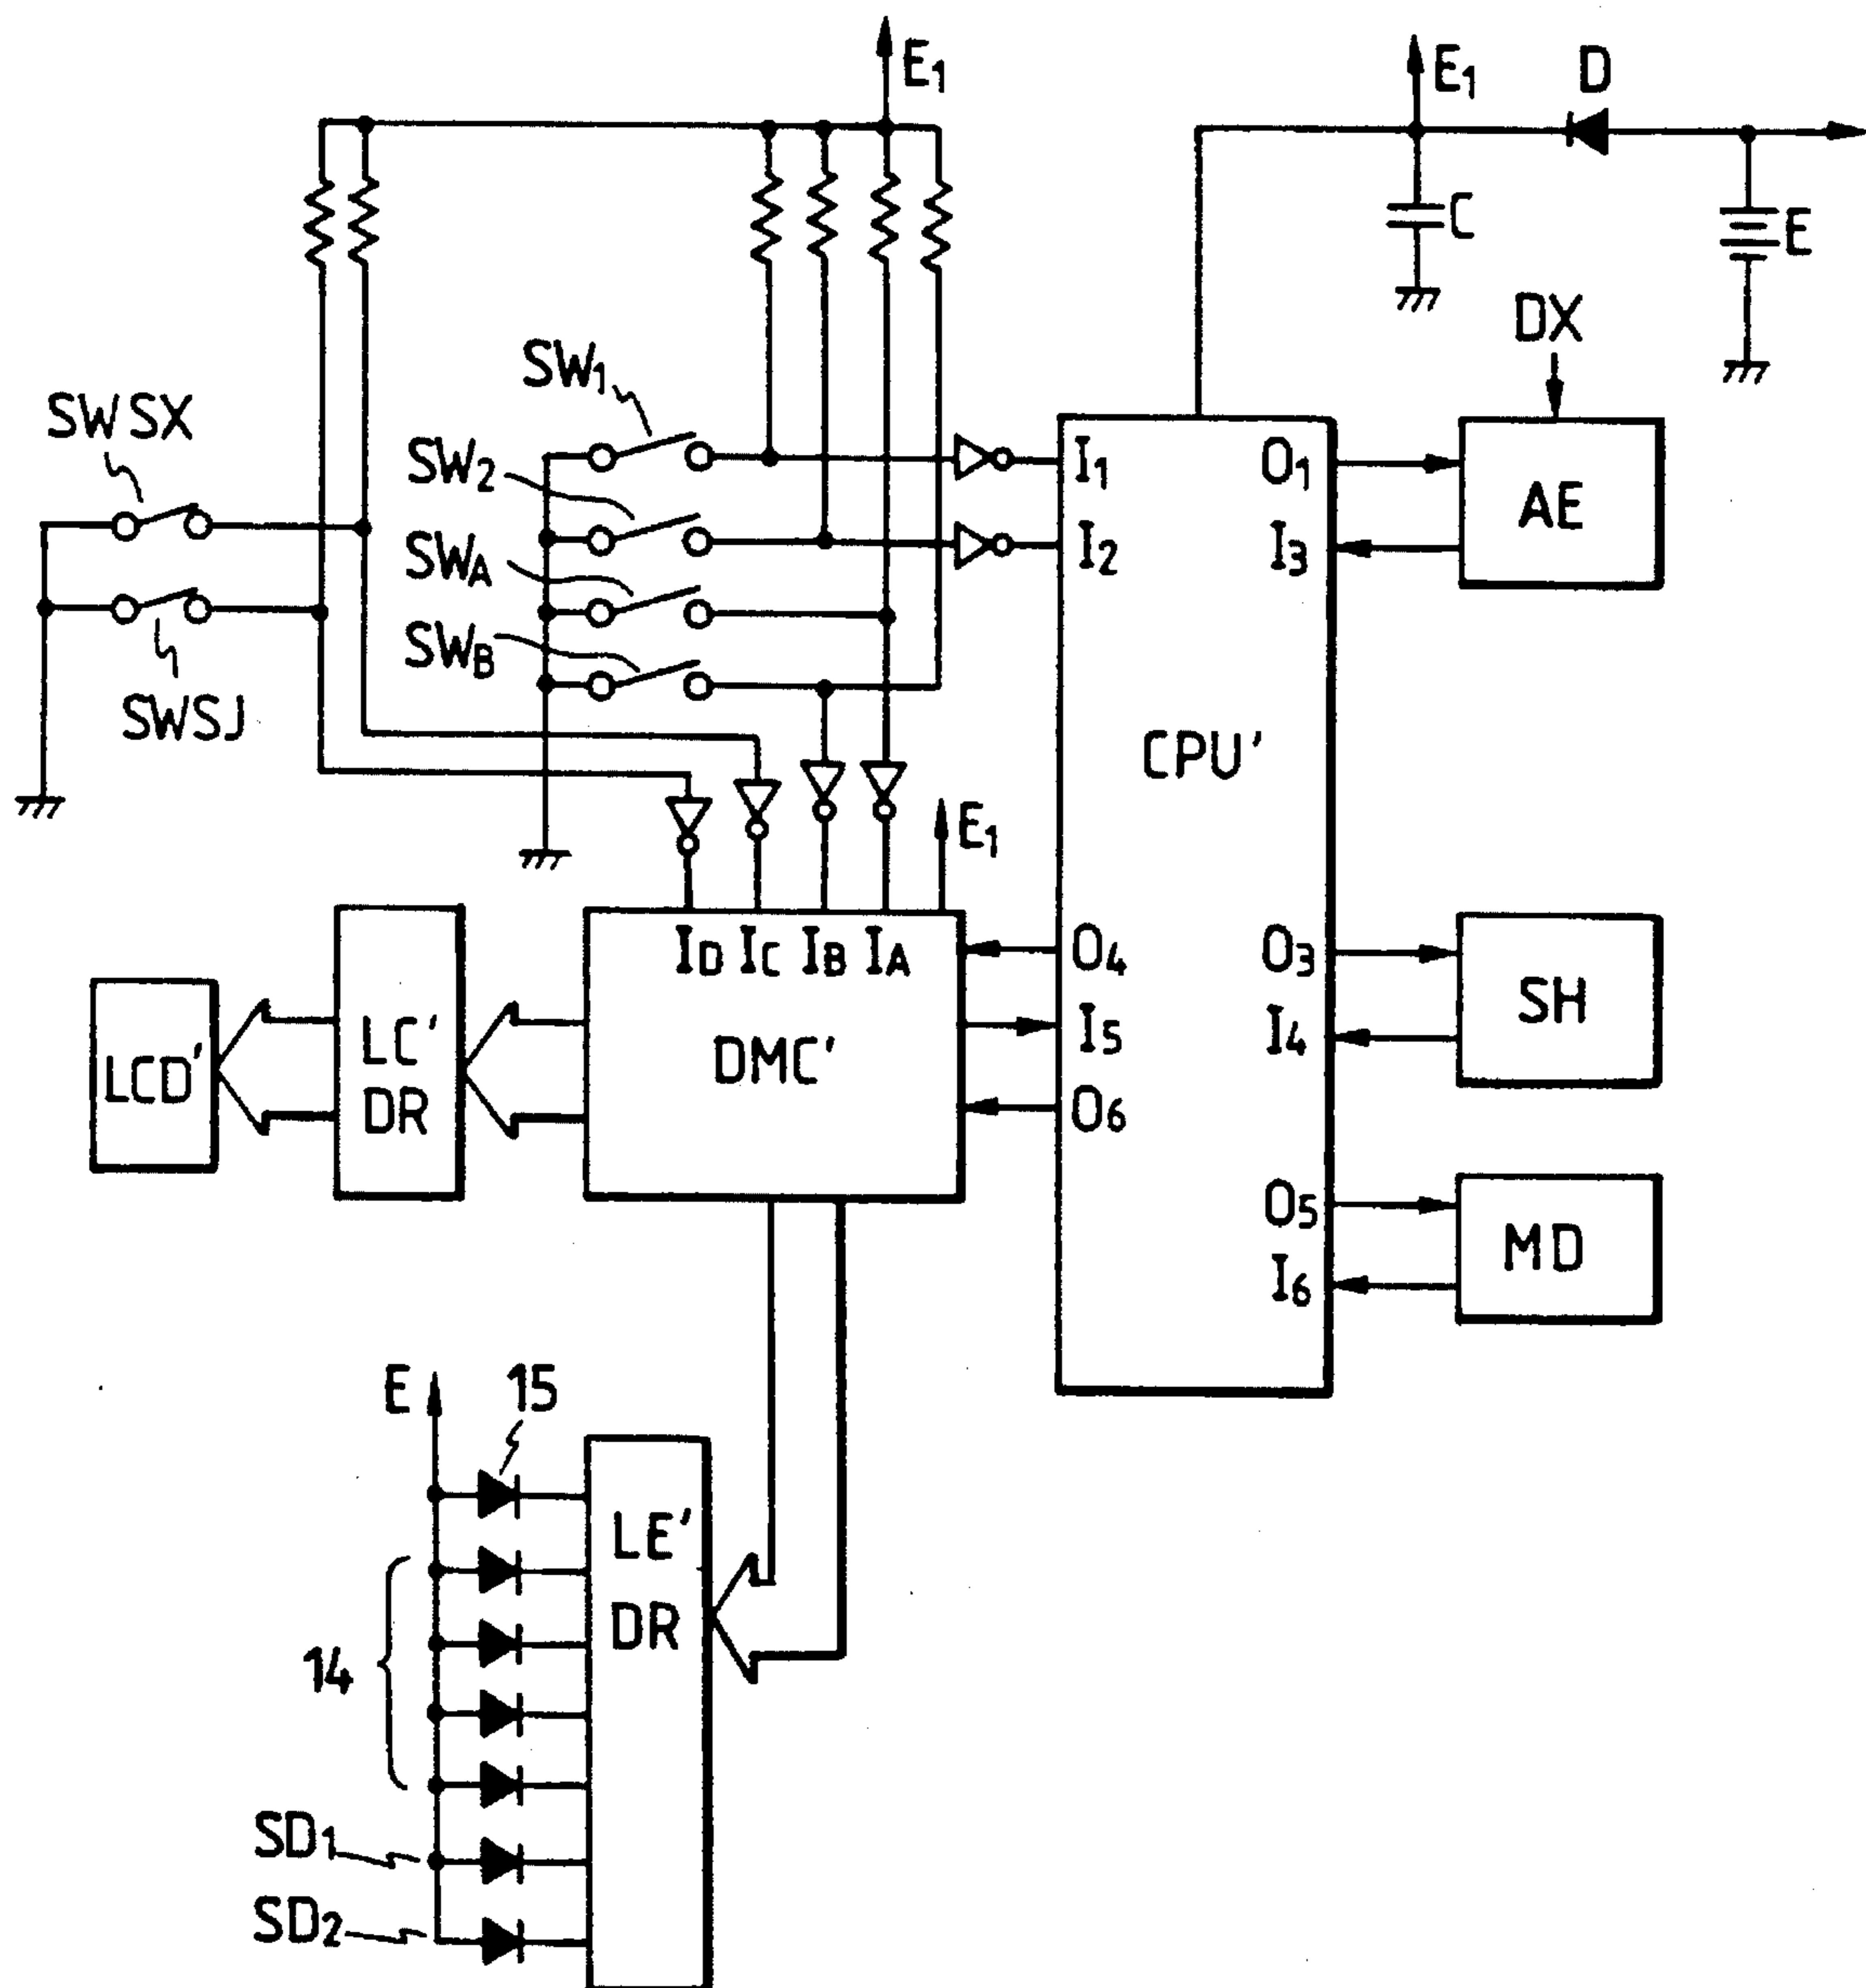 E1
E1
D
C
E
DX
SW1
SWSX
SW2
SWA
SWB
SWSJ
I1
O1
AE
I2
I3
CPU'
E1
ID IC IB IA
O4
O3
SH
I5
I4
O6
LCD'
LC'
DR
DMC'
O5
MD
I6
E
15
LE'
DR
14
SD1
SD2